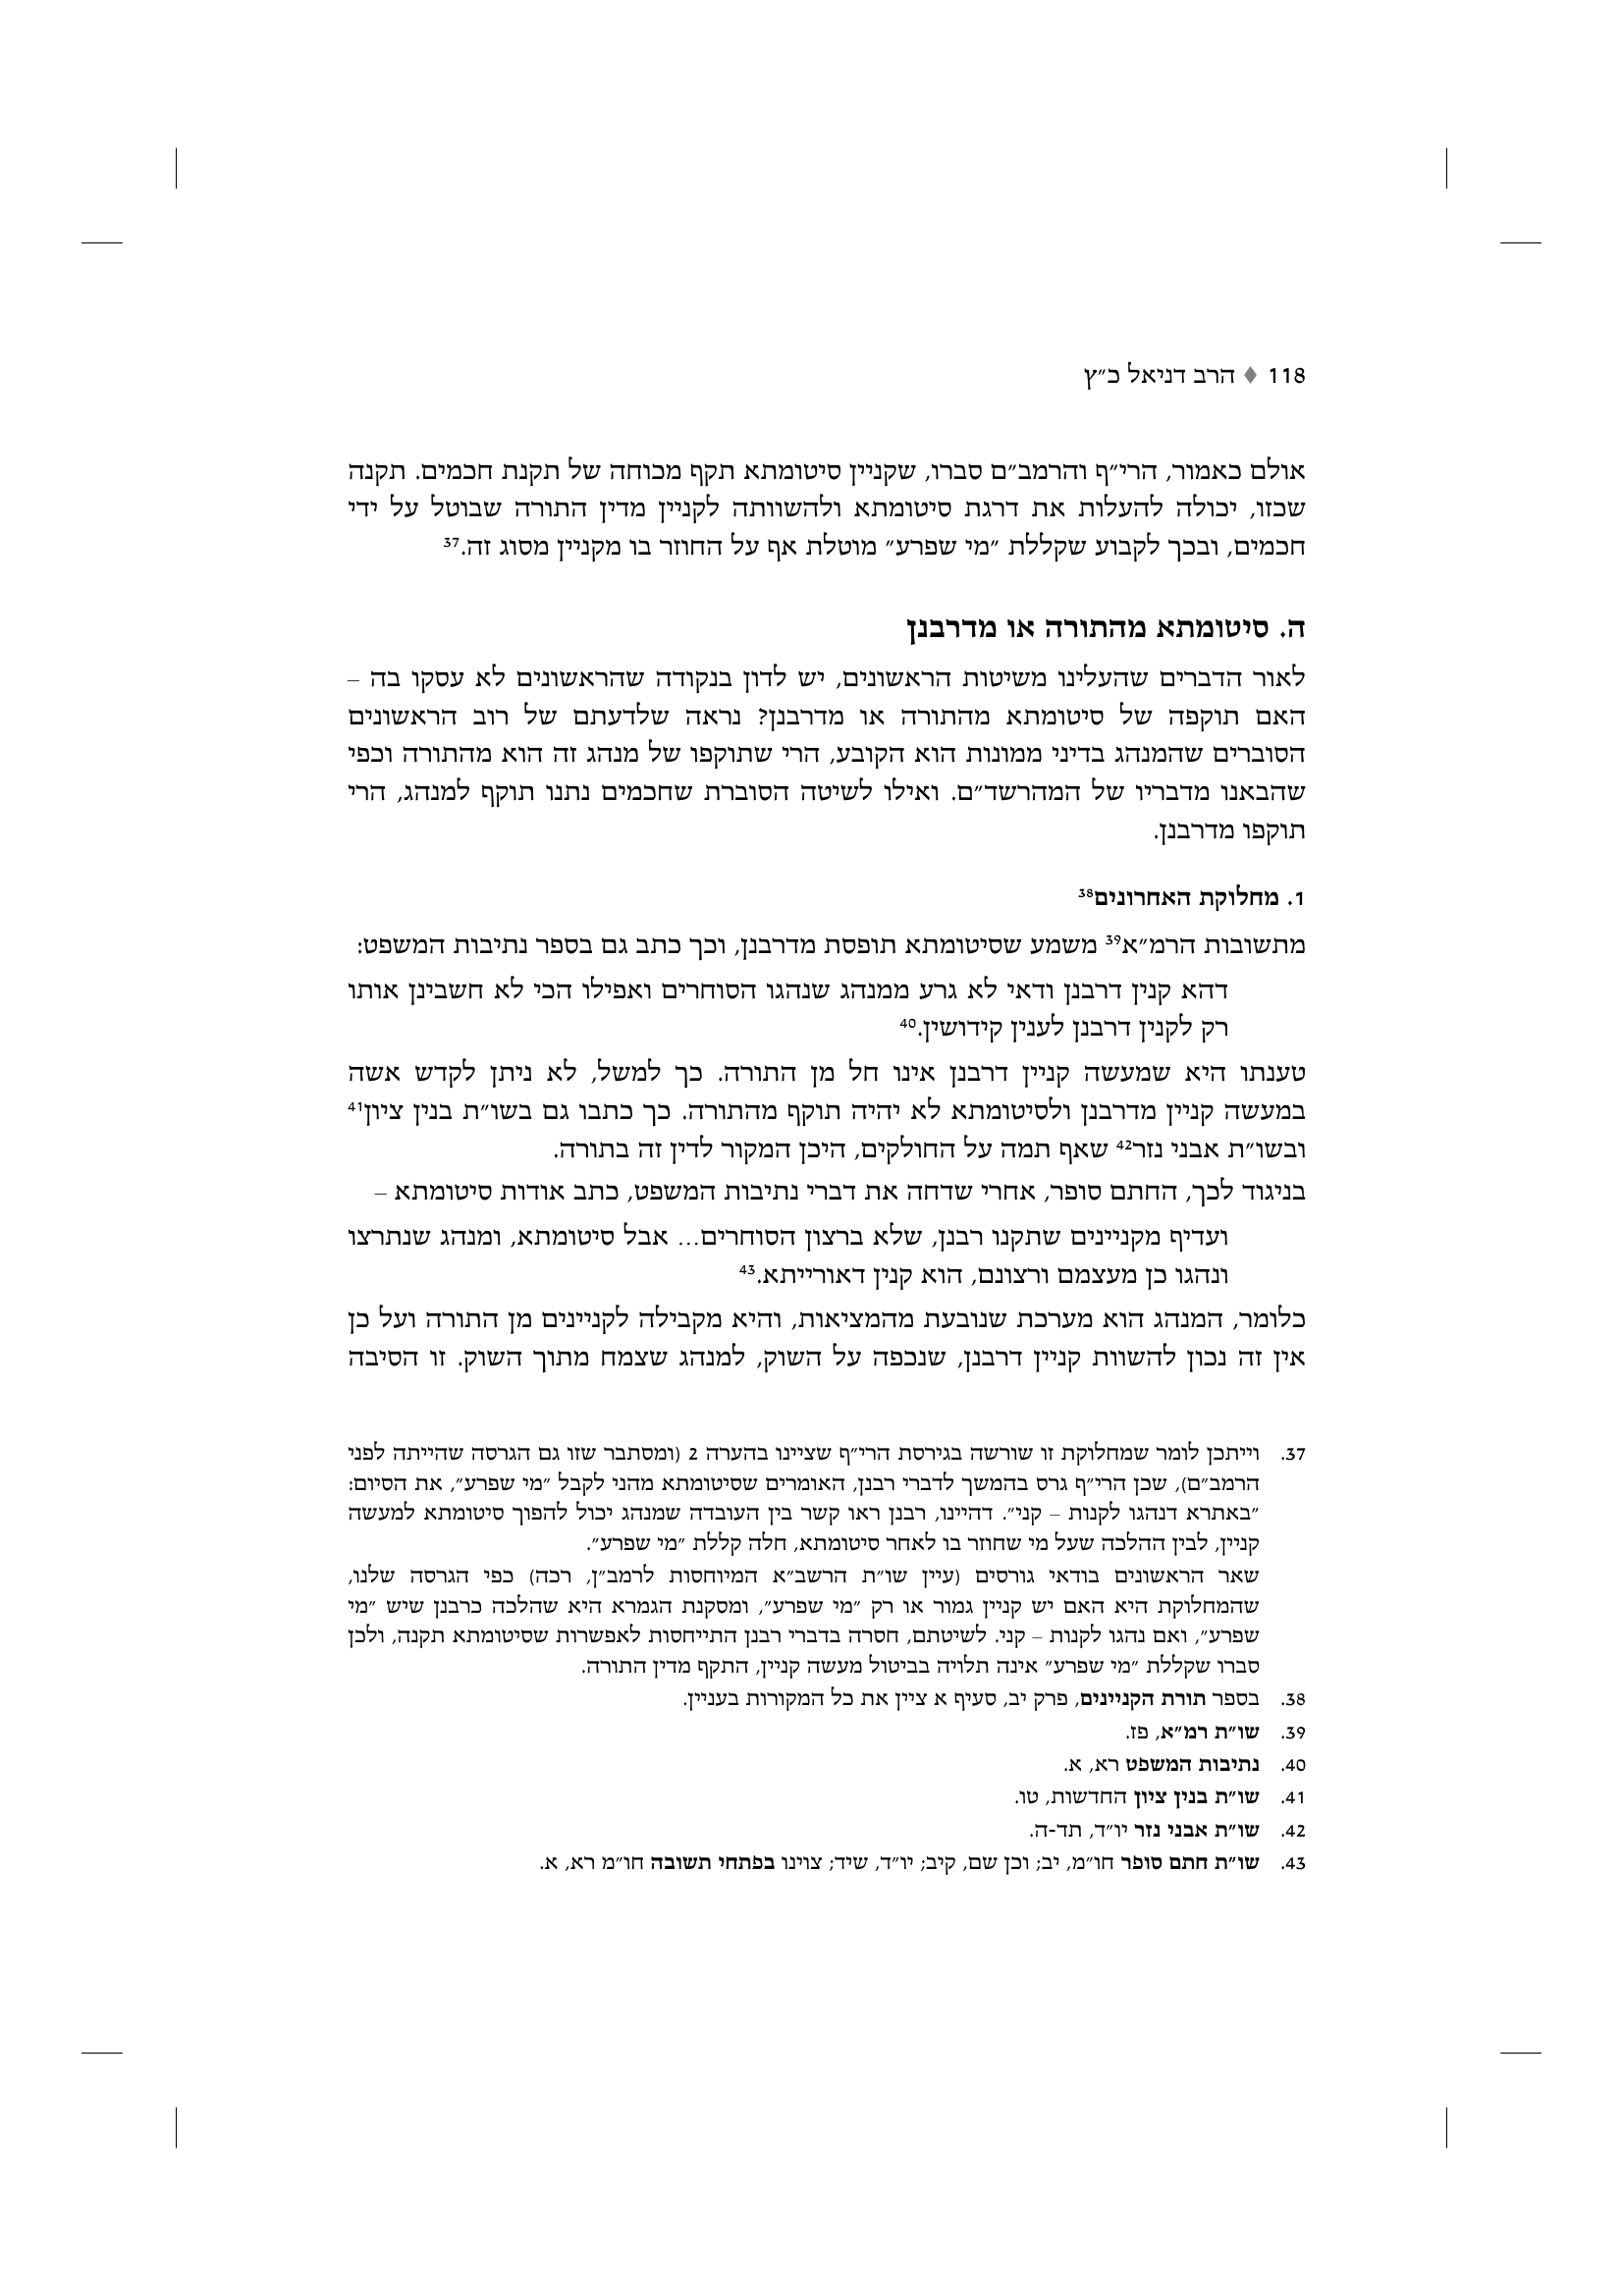 118 ♦ הרב דניאל כ״ץ
אולם כאמור, הרי״ף והרמב״ם סברו, שקניין סיטומתא תקף מכוחה של תקנת חכמים. תקנה
שכזו, יכולה להעלות את דרגת סיטומתא ולהשוותה לקניין מדין התורה שבוטל על ידי
חכמים, ובכך לקבוע שקללת ״מי שפרע״ מוטלת אף על החוזר בו מקניין מסוג זה.37
ה. סיטומתא מהתורה או מדרבנן
לאור הדברים שהעלינו משיטות הראשונים, יש לדון בנקודה שהראשונים לא עסקו בה –
האם תוקפה של סיטומתא מהתורה או מדרבנן? נראה שלדעתם של רוב הראשונים
הסוברים שהמנהג בדיני ממונות הוא הקובע, הרי שתוקפו של מנהג זה הוא מהתורה וכפי
שהבאנו מדבריו של המהרשד״ם. ואילו לשיטה הסוברת שחכמים נתנו תוקף למנהג, הרי
תוקפו מדרבנן.
1. מחלוקת האחרונים38
מתשובות הרמ״א39 משמע שסיטומתא תופסת מדרבנן, וכך כתב גם בספר נתיבות המשפט:
דהא קנין דרבנן ודאי לא גרע ממנהג שנהגו הסוחרים ואפילו הכי לא חשבינן אותו
רק לקנין דרבנן לענין קידושין.40
טענתו היא שמעשה קניין דרבנן אינו חל מן התורה. כך למשל, לא ניתן לקדש אשה
במעשה קניין מדרבנן ולסיטומתא לא יהיה תוקף מהתורה. כך כתבו גם בשו״ת בנין ציון41
ובשו״ת אבני נזר42 שאף תמה על החולקים, היכן המקור לדין זה בתורה.
בניגוד לכך, החתם סופר, אחרי שדחה את דברי נתיבות המשפט, כתב אודות סיטומתא –
ועדיף מקניינים שתקנו רבנן, שלא ברצון הסוחרים... אבל סיטומתא, ומנהג שנתרצו
ונהגו כן מעצמם ורצונם, הוא קנין דאורייתא.43
כלומר, המנהג הוא מערכת שנובעת מהמציאות, והיא מקבילה לקניינים מן התורה ועל כן
אין זה נכון להשוות קניין דרבנן, שנכפה על השוק, למנהג שצמח מתוך השוק. זו הסיבה
37. וייתכן לומר שמחלוקת זו שורשה בגירסת הרי״ף שציינו בהערה 2 (ומסתבר שזו גם הגרסה שהייתה לפני
הרמב״ם), שכן הרי״ף גרס בהמשך לדברי רבנן, האומרים שסיטומתא מהני לקבל ״מי שפרע״, את הסיום:
״באתרא דנהגו לקנות – קני״. דהיינו, רבנן ראו קשר בין העובדה שמנהג יכול להפוך סיטומתא למעשה
קניין, לבין ההלכה שעל מי שחוזר בו לאחר סיטומתא, חלה קללת ״מי שפרע״.
שאר הראשונים בודאי גורסים (עיין שו״ת הרשב״א המיוחסות לרמב״ן, רכה) כפי הגרסה שלנו,
שהמחלוקת היא האם יש קניין גמור או רק ״מי שפרע״, ומסקנת הגמרא היא שהלכה כרבנן שיש ״מי
שפרע״, ואם נהגו לקנות – קני. לשיטתם, חסרה בדברי רבנן התייחסות לאפשרות שסיטומתא תקנה, ולכן
סברו שקללת ״מי שפרע״ אינה תלויה בביטול מעשה קניין, התקף מדין התורה.
38. בספר תורת הקניינים, פרק יב, סעיף א ציין את כל המקורות בעניין.
39. שו״ת רמ״א, פז.
40. נתיבות המשפט רא, א.
41. שו״ת בנין ציון החדשות, טו.
42. שו״ת אבני נזר יו״ד, תד-ה.
43. שו״ת חתם סופר חו״מ, יב; וכן שם, קיב; יו״ד, שיד; צוינו בפתחי תשובה חו״מ רא, א.